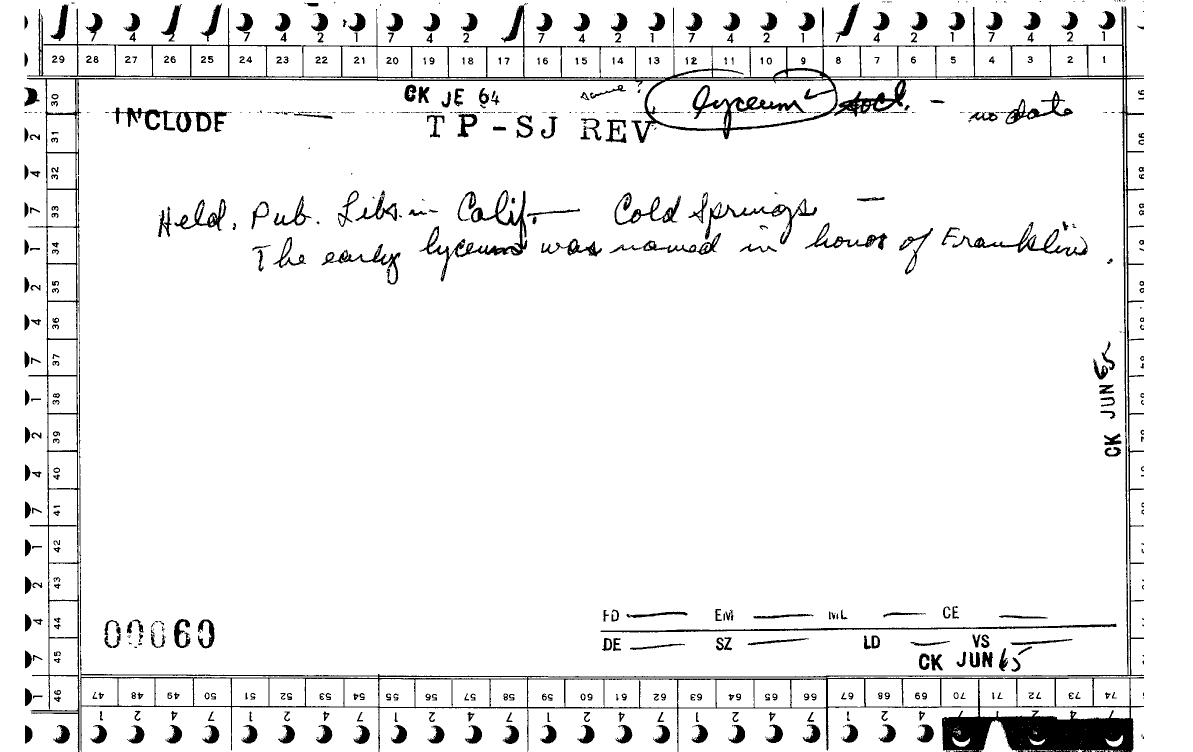 7 4 2 1 7 4 2 1 7 4 2 7 4 2 1 7 4 2 1 7 4 2 1 7 4 2 1
29 28 27 26 25 24 23 22 21 20 19 18 17 16 15 14 13 12 11 10 9 8 7 6 5 4 3 2 1
CK JE 64 same? lyceum socl. - no date
INCLUDE —
TP-SJ REV
Held, Pub. Libs. in Calif. — Cold Springs —
The early lyceum was named in honor of Franklin.
CK JUN 65
30
31
32
33
34
35
36
37
38
39
40
41
42
43
44
45
46
00060
FD — EM — ML — CE —
DE — SZ — LD — VS —
CK JUN 65
47 48 49 50 51 52 53 54 55 56 57 58 59 60 61 62 63 64 65 66 67 68 69 70 71 72 73 74
1 2 4 7 1 2 4 7 1 2 4 7 1 2 4 7 1 2 4 7 1 2 4 7 1 2 4 7